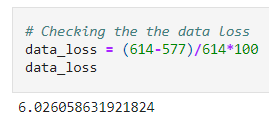 # Checking the the data loss
data_loss = (614-577)/614*100
data_loss
6.026058631921824